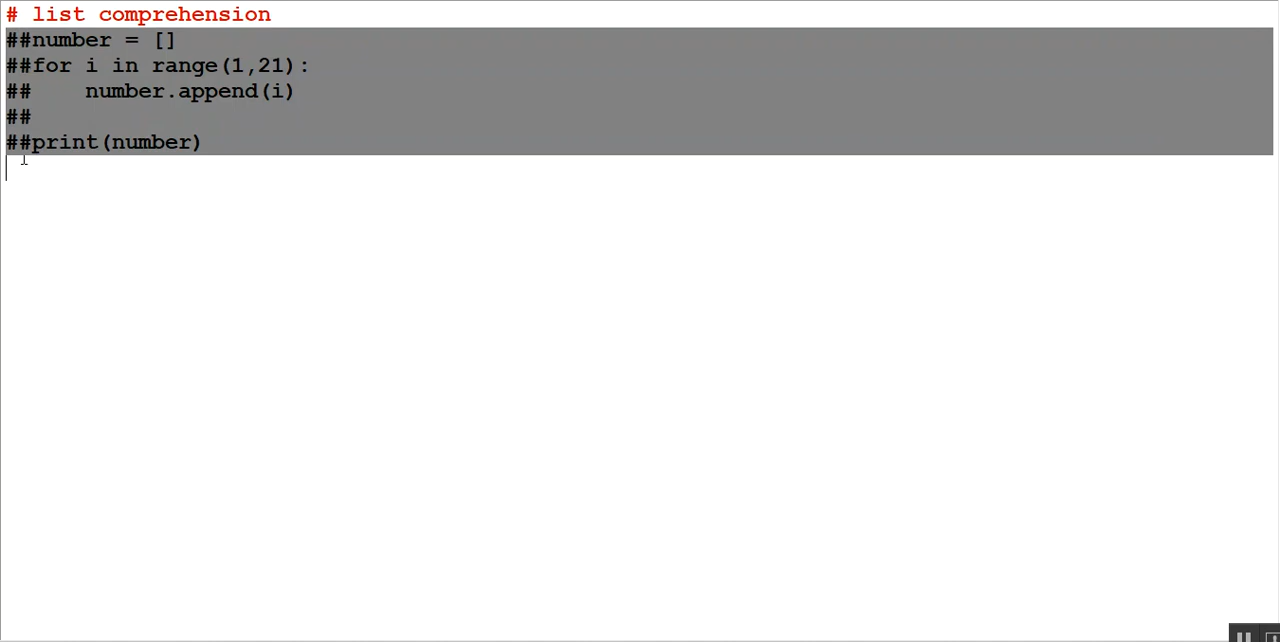 # list comprehension
##number = []
##for i in range(1,21):
##    number.append(i)
##
##print(number)